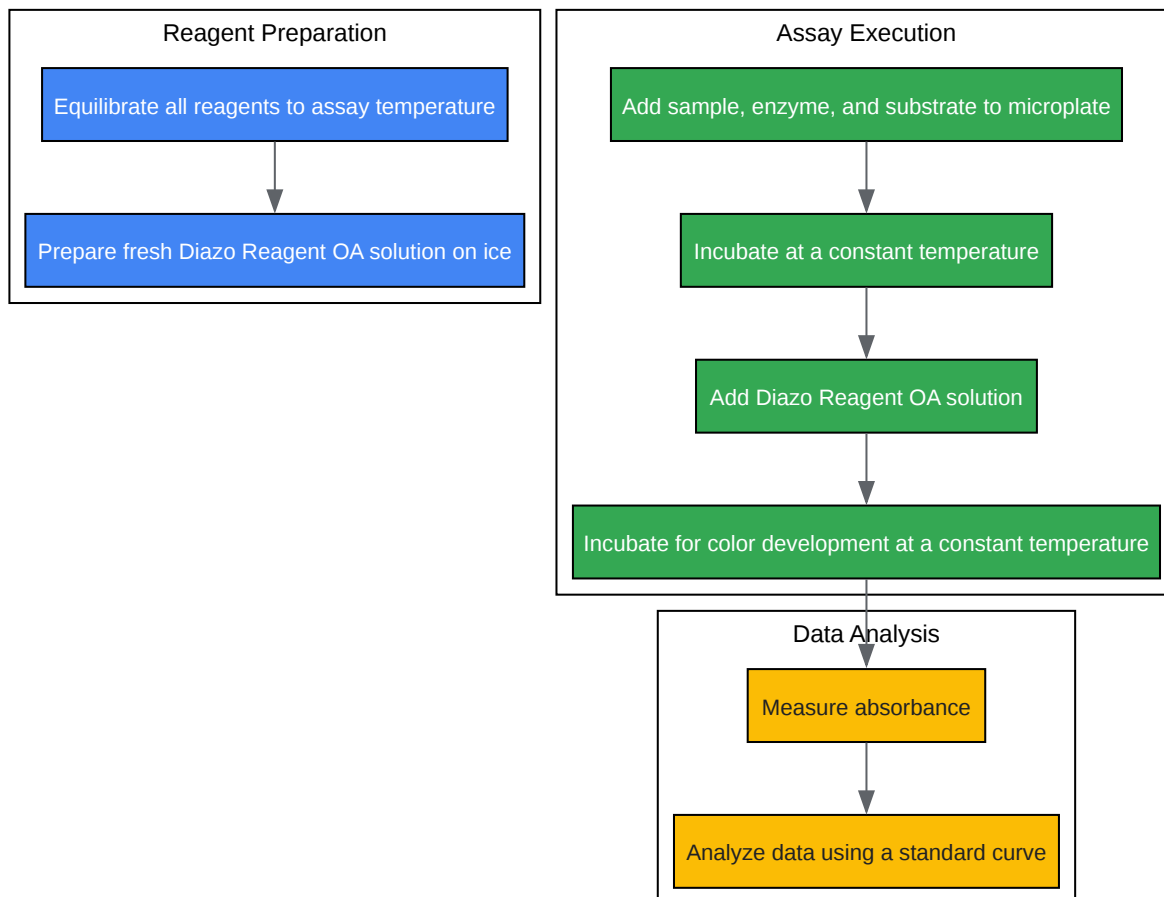 Reagent Preparation
Equilibrate all reagents to assay temperature
Prepare fresh Diazo Reagent OA solution on ice
Assay Execution
Add sample, enzyme, and substrate to microplate
Incubate at a constant temperature
Add Diazo Reagent OA solution
Incubate for color development at a constant temperature
Data Analysis
Measure absorbance
Analyze data using a standard curve